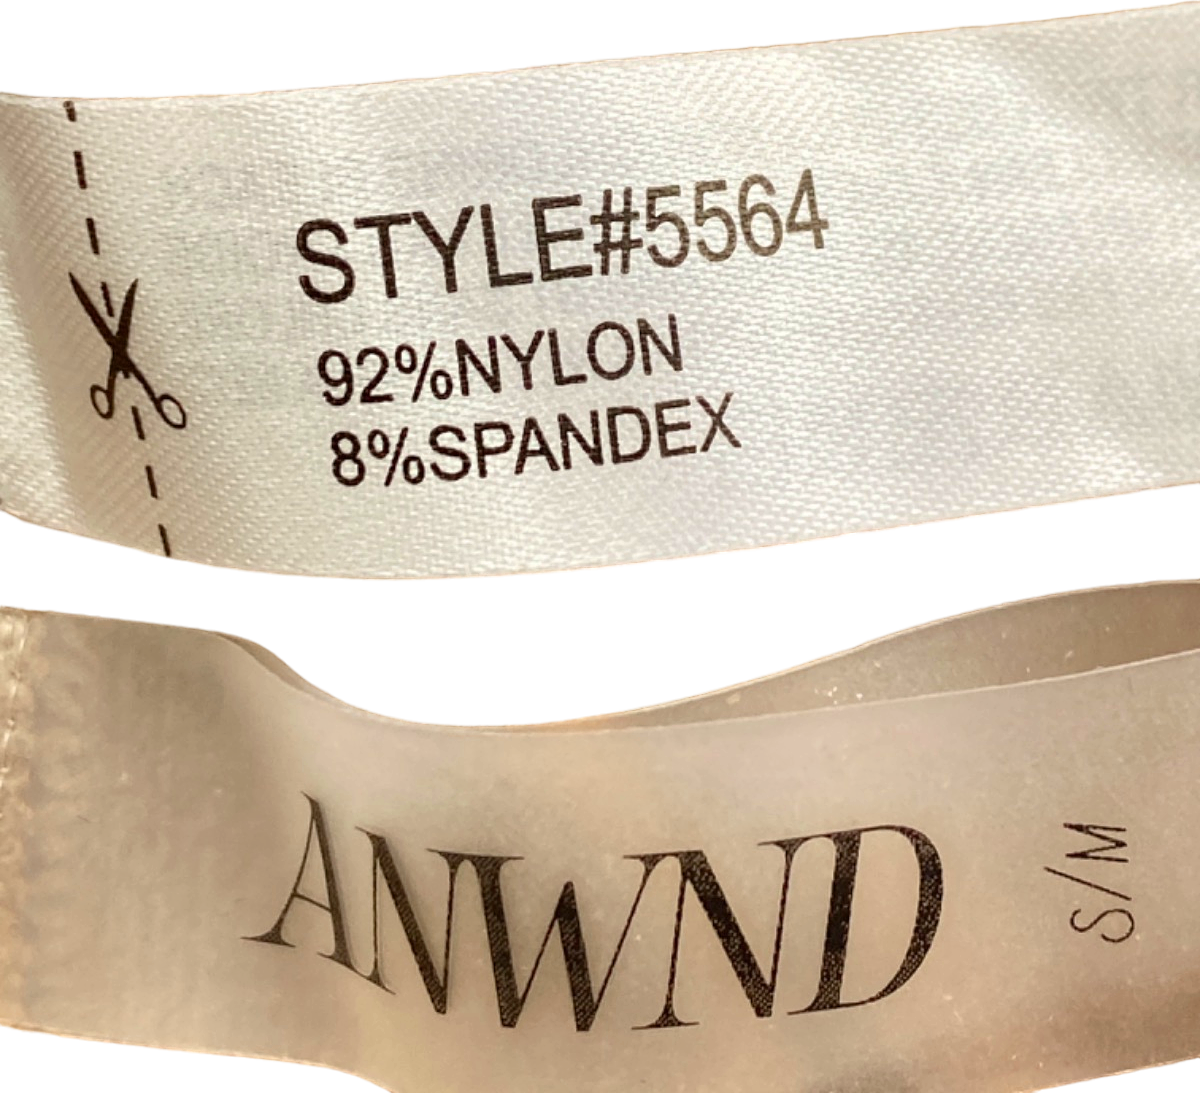 STYLE#5564
92%NYLON
8%SPANDEX
ANWND
S/M